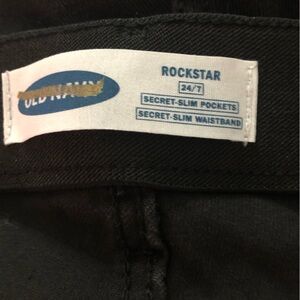 OLD NAVY
ROCKSTAR
24/7
SECRET-SLIM POCKETS
SECRET-SLIM WAISTBAND